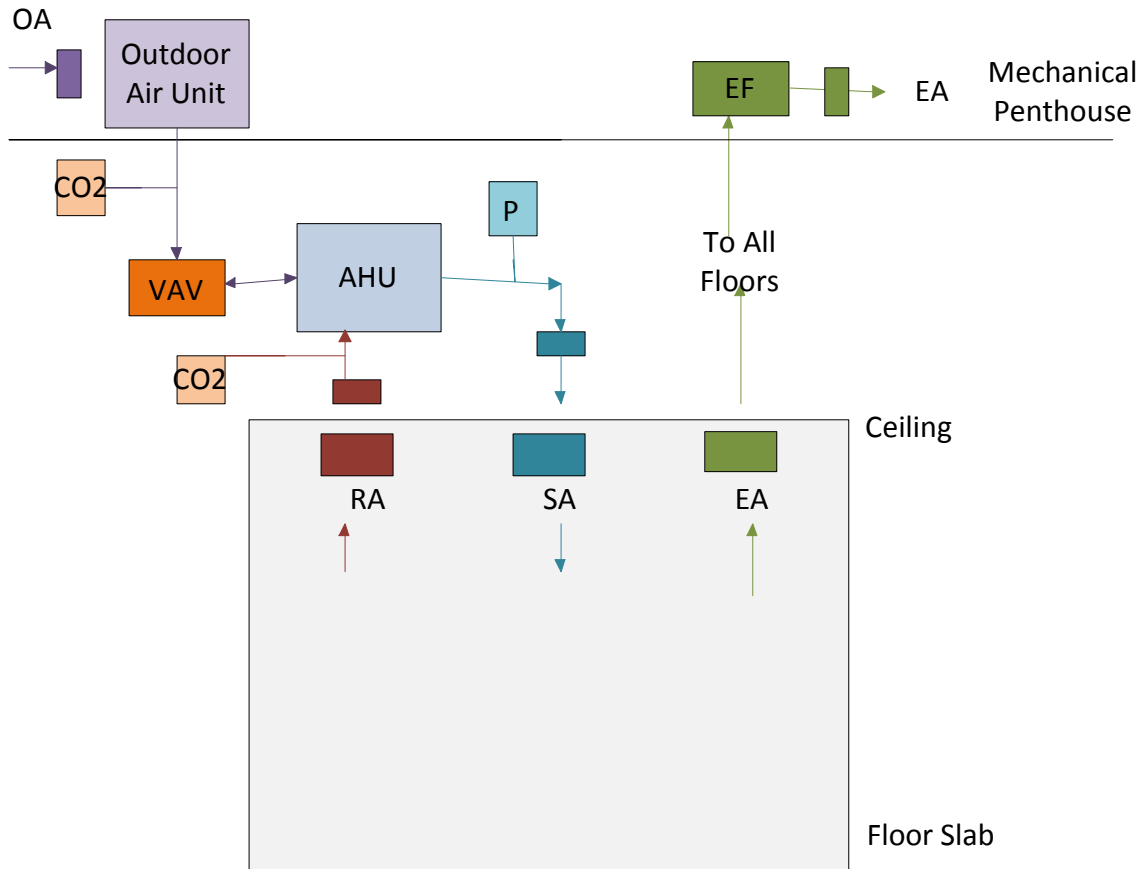 OA
Outdoor
Air Unit
EF
EA
Mechanical
Penthouse
CO2
P
To All
Floors
VAV
AHU
CO2
Ceiling
RA
SA
EA
Floor Slab